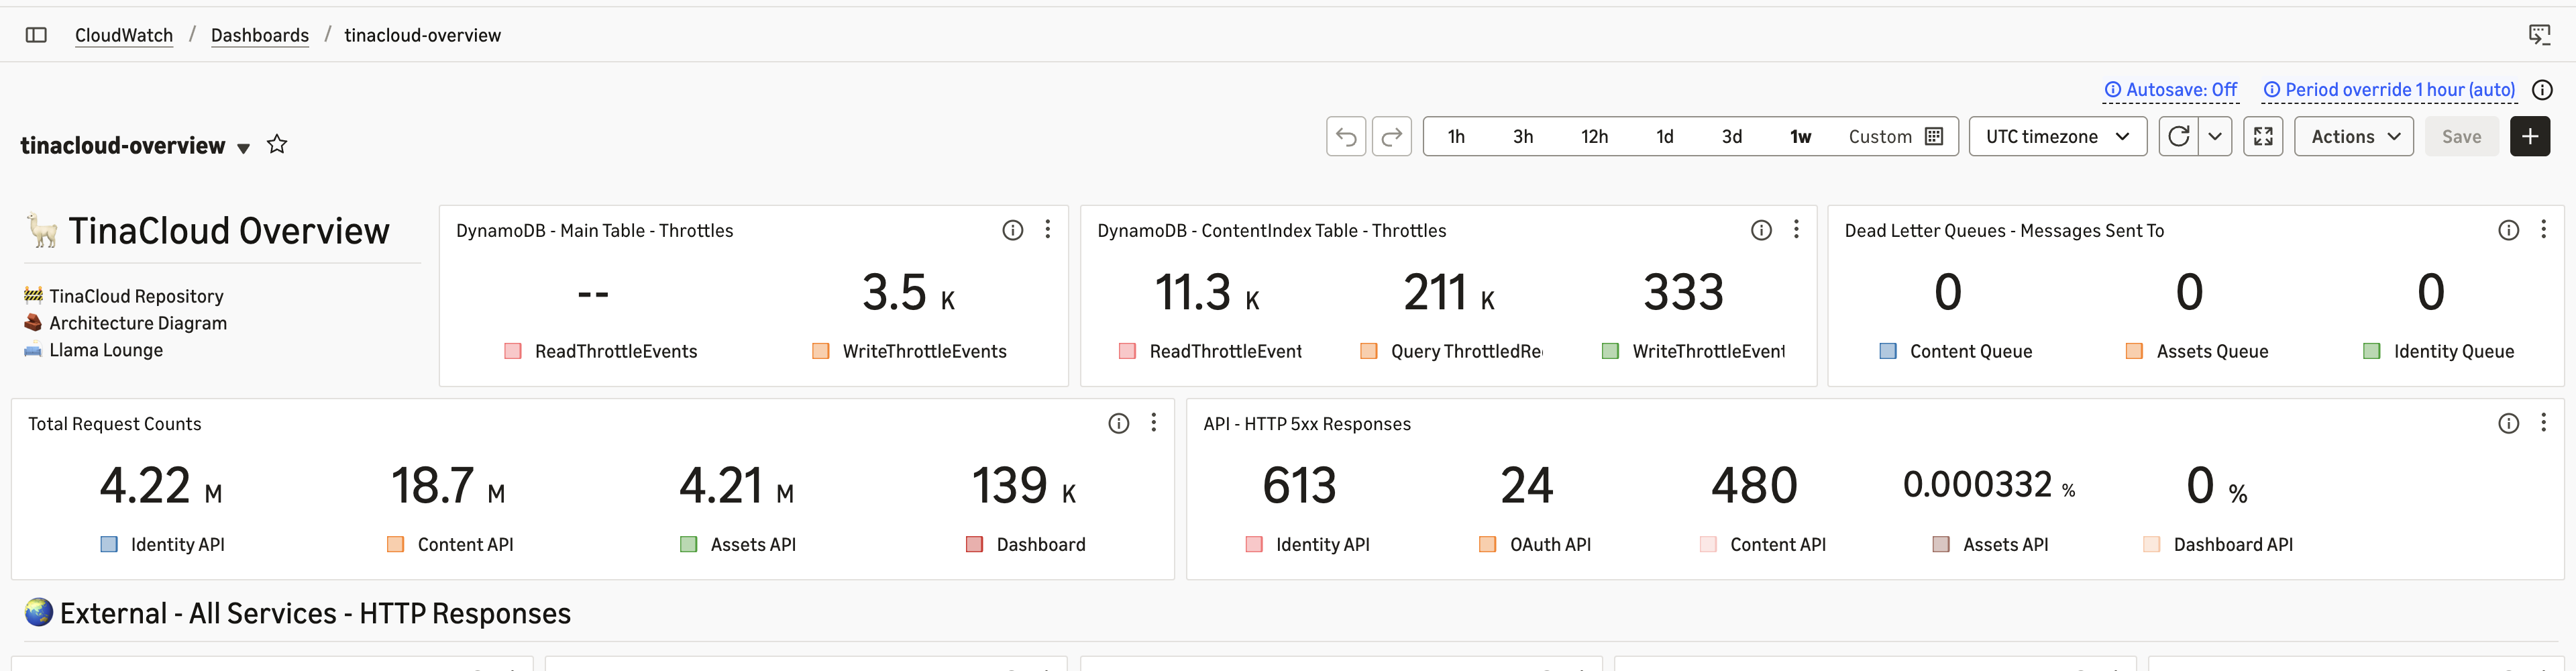 CloudWatch / Dashboards / tinacloud-overview
Autosave: Off Period override 1 hour (auto)
tinacloud-overview
1h 3h 12h 1d 3d 1w Custom UTC timezone Actions Save
TinaCloud Overview
TinaCloud Repository
Architecture Diagram
Llama Lounge
DynamoDB - Main Table - Throttles
-- 3.5 K
ReadThrottleEvents WriteThrottleEvents
DynamoDB - ContentIndex Table - Throttles
11.3 K 211 K 333
ReadThrottleEvent Query ThrottledRe WriteThrottleEvent
Dead Letter Queues - Messages Sent To
0 0 0
Content Queue Assets Queue Identity Queue
Total Request Counts
4.22 M 18.7 M 4.21 M 139 K
Identity API Content API Assets API Dashboard
API - HTTP 5xx Responses
613 24 480 0.000332 % 0 %
Identity API OAuth API Content API Assets API Dashboard API
External - All Services - HTTP Responses